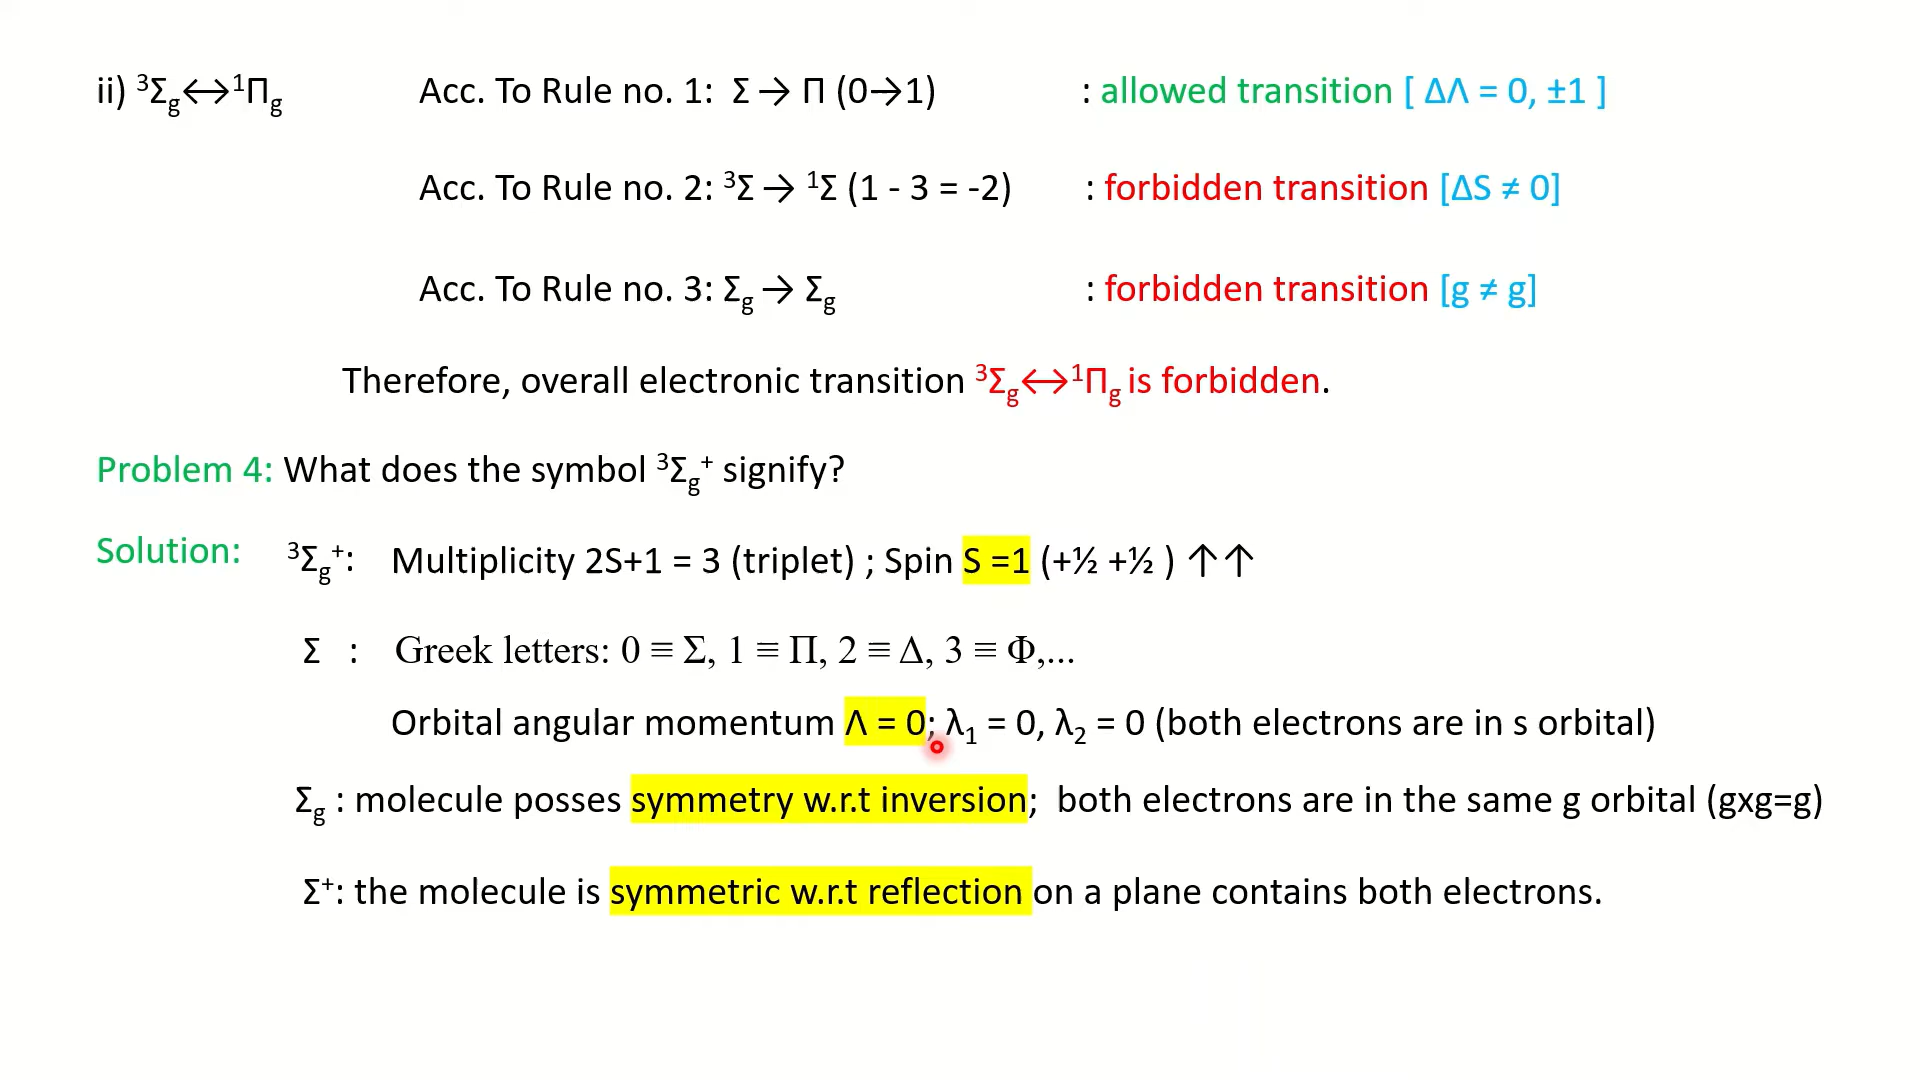 ii) ³Σg↔¹Πg Acc. To Rule no. 1: Σ → Π (0→1) : allowed transition [ ΔΛ = 0, ±1 ]
Acc. To Rule no. 2: ³Σ → ¹Σ (1 - 3 = -2) : forbidden transition [ΔS ≠ 0]
Acc. To Rule no. 3: Σg → Σg : forbidden transition [g ≠ g]
Therefore, overall electronic transition ³Σg↔¹Πg is forbidden.
Problem 4: What does the symbol ³Σg⁺ signify?
Solution: ³Σg⁺: Multiplicity 2S+1 = 3 (triplet) ; Spin S =1 (+½ +½ ) ↑↑
Σ : Greek letters: 0 ≡ Σ, 1 ≡ Π, 2 ≡ Δ, 3 ≡ Φ,...
Orbital angular momentum Λ = 0; λ₁ = 0, λ₂ = 0 (both electrons are in s orbital)
Σg : molecule posses symmetry w.r.t inversion; both electrons are in the same g orbital (gxg=g)
Σ⁺: the molecule is symmetric w.r.t reflection on a plane contains both electrons.